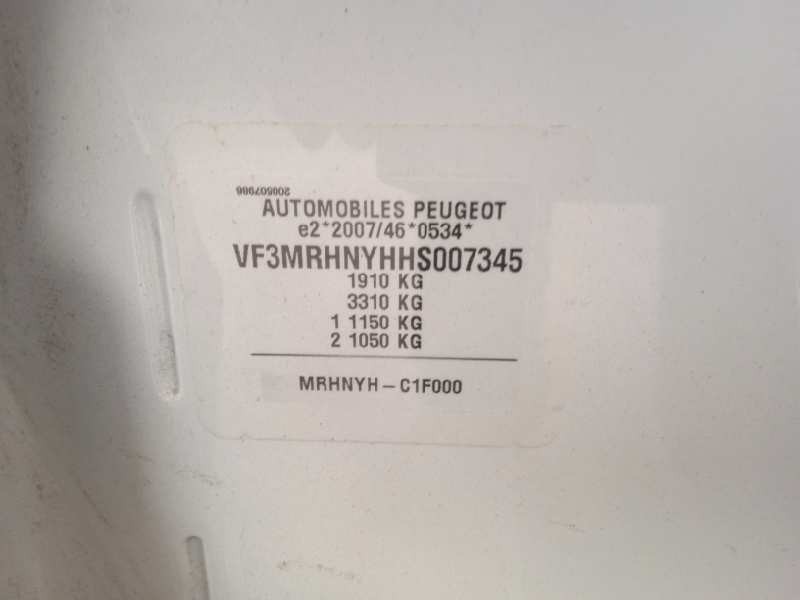 200507986
AUTOMOBILES PEUGEOT
e2*2007/46*0534*
VF3MRHNYHHS007345
1910 KG
3310 KG
1 1150 KG
2 1050 KG
MRHNYH - C1F000